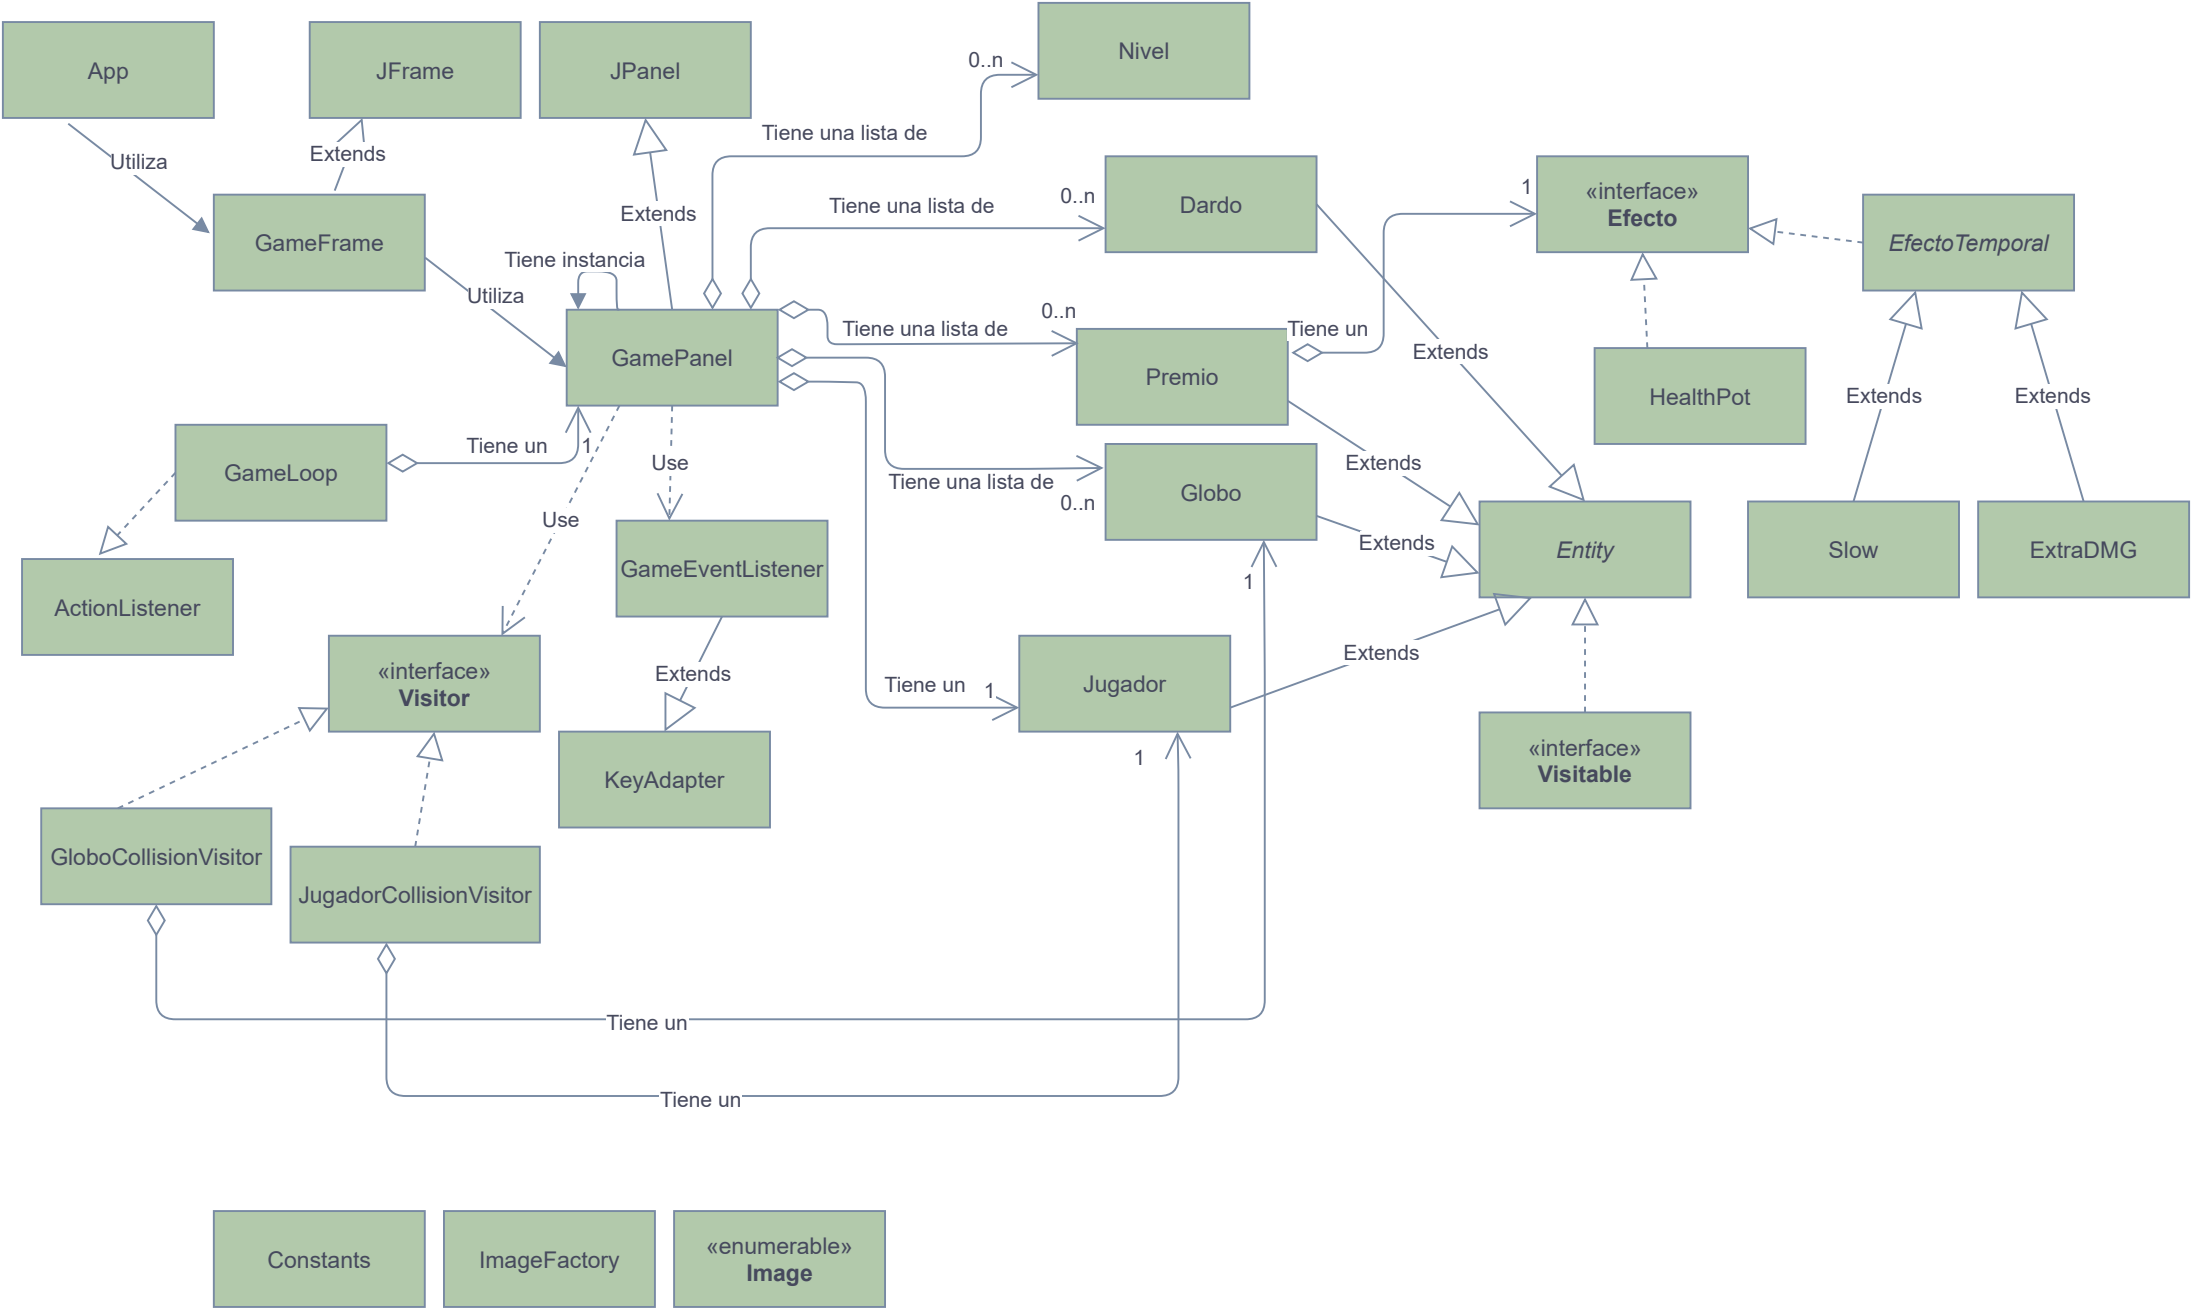 App
JFrame
JPanel
Nivel
0..n
Tiene una lista de
Utiliza
Extends
GameFrame
Extends
Tiene una lista de
0..n
Dardo
1
«interface»
Efecto
EfectoTemporal
Tiene instancia
Utiliza
GamePanel
Tiene una lista de
0..n
Premio
Tiene un
Extends
HealthPot
Extends
Extends
GameLoop
Tiene un
1
Use
Tiene una lista de
0..n
Globo
Extends
Extends
Use
Entity
Slow
ExtraDMG
ActionListener
GameEventListener
1
«interface»
Visitor
Extends
Tiene un
1
Jugador
Extends
1
«interface»
Visitable
KeyAdapter
GloboCollisionVisitor
JugadorCollisionVisitor
Tiene un
Tiene un
Constants
ImageFactory
«enumerable»
Image